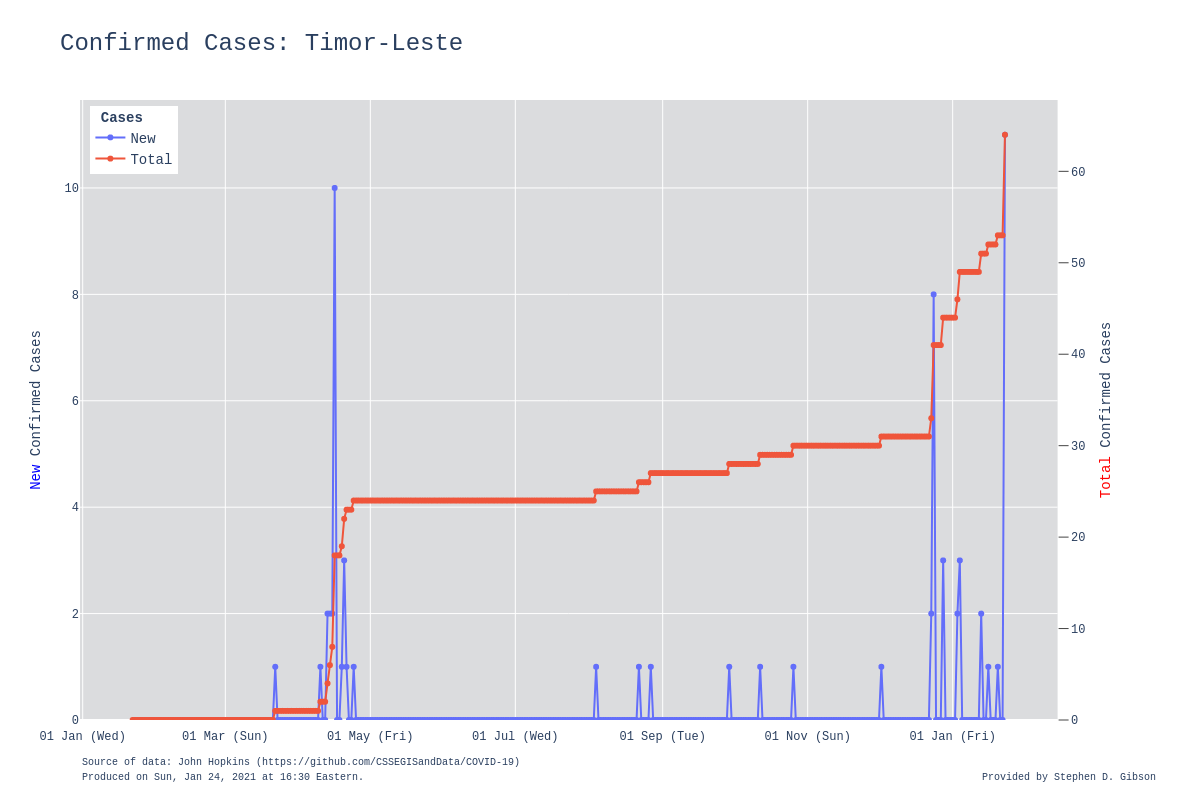 Confirmed Cases: Timor-Leste
Cases
New
Total
10
8
6
4
2
0
60
50
40
30
20
10
0
New Confirmed Cases
Total Confirmed Cases
01 Jan (Wed) 01 Mar (Sun) 01 May (Fri) 01 Jul (Wed) 01 Sep (Tue) 01 Nov (Sun) 01 Jan (Fri)
Source of data: John Hopkins (https://github.com/CSSEGISandData/COVID-19)
Produced on Sun, Jan 24, 2021 at 16:30 Eastern.
Provided by Stephen D. Gibson